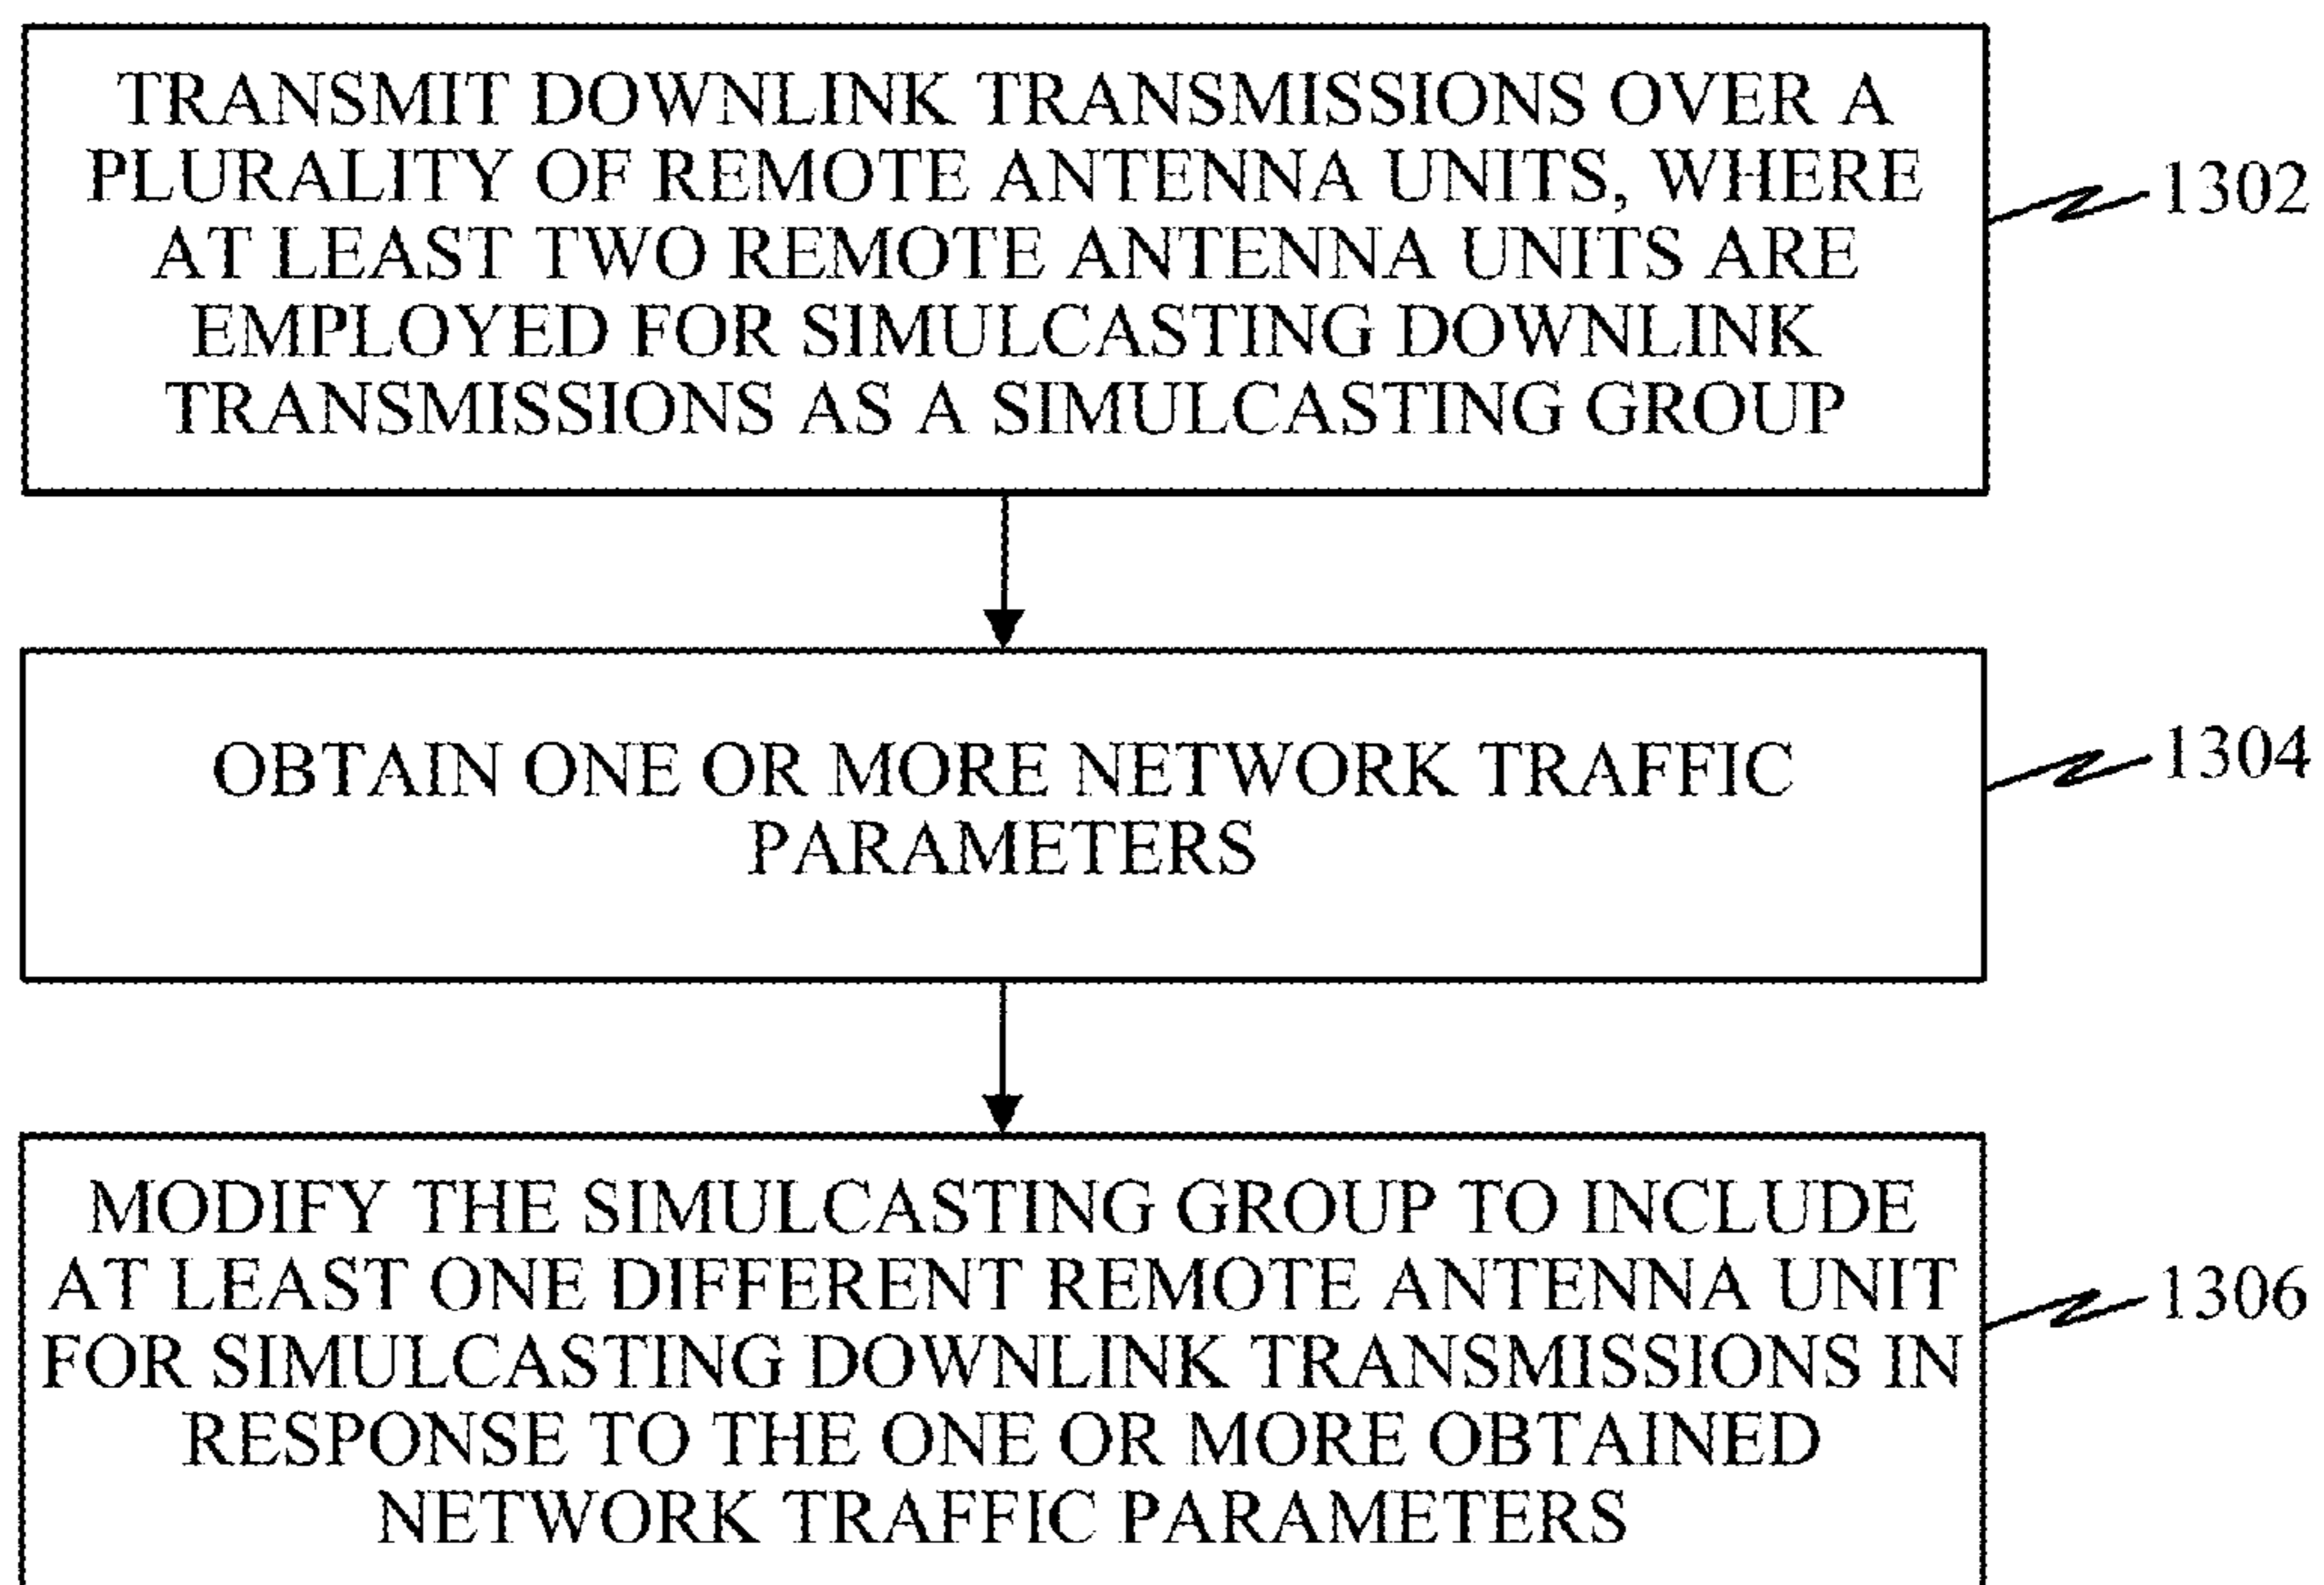 TRANSMIT DOWNLINK TRANSMISSIONS OVER A
PLURALITY OF REMOTE ANTENNA UNITS, WHERE
AT LEAST TWO REMOTE ANTENNA UNITS ARE
EMPLOYED FOR SIMULCASTING DOWNLINK
TRANSMISSIONS AS A SIMULCASTING GROUP
1302
OBTAIN ONE OR MORE NETWORK TRAFFIC
PARAMETERS
1304
MODIFY THE SIMULCASTING GROUP TO INCLUDE
AT LEAST ONE DIFFERENT REMOTE ANTENNA UNIT
FOR SIMULCASTING DOWNLINK TRANSMISSIONS IN
RESPONSE TO THE ONE OR MORE OBTAINED
NETWORK TRAFFIC PARAMETERS
1306